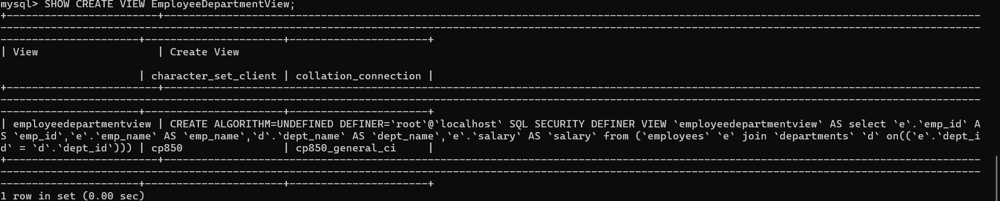 mysql> SHOW CREATE VIEW EmployeeDepartmentView;
+------------------------+----------------------------------------------------------------------------------------------------------------------------------
------------------------------------------------------------------------------------------------------------------------------------------------------------
----------------------+----------------------+----------------------+
| View                   | Create View
                      | character_set_client | collation_connection |
+------------------------+----------------------------------------------------------------------------------------------------------------------------------
------------------------------------------------------------------------------------------------------------------------------------------------------------
----------------------+----------------------+----------------------+
| employeedepartmentview | CREATE ALGORITHM=UNDEFINED DEFINER=`root`@`localhost` SQL SECURITY DEFINER VIEW `employeedepartmentview` AS select `e`.`emp_id` A
S `emp_id`,`e`.`emp_name` AS `emp_name`,`d`.`dept_name` AS `dept_name`,`e`.`salary` AS `salary` from (`employees` `e` join `departments` `d` on((`e`.`dept_i
d` = `d`.`dept_id`))) | cp850                | cp850_general_ci     |
+------------------------+----------------------------------------------------------------------------------------------------------------------------------
------------------------------------------------------------------------------------------------------------------------------------------------------------
----------------------+----------------------+----------------------+
1 row in set (0.00 sec)